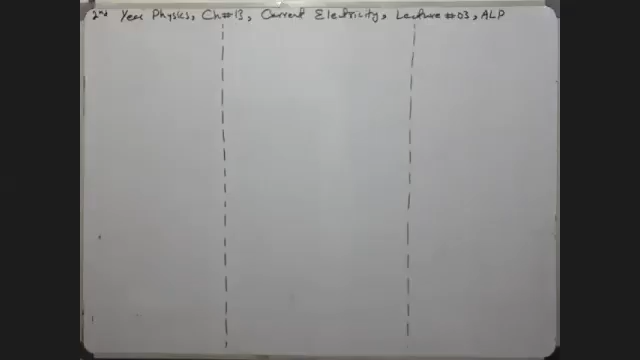 2nd Year Physics, Ch#13, Current Electricity, Lecture #03, ALP